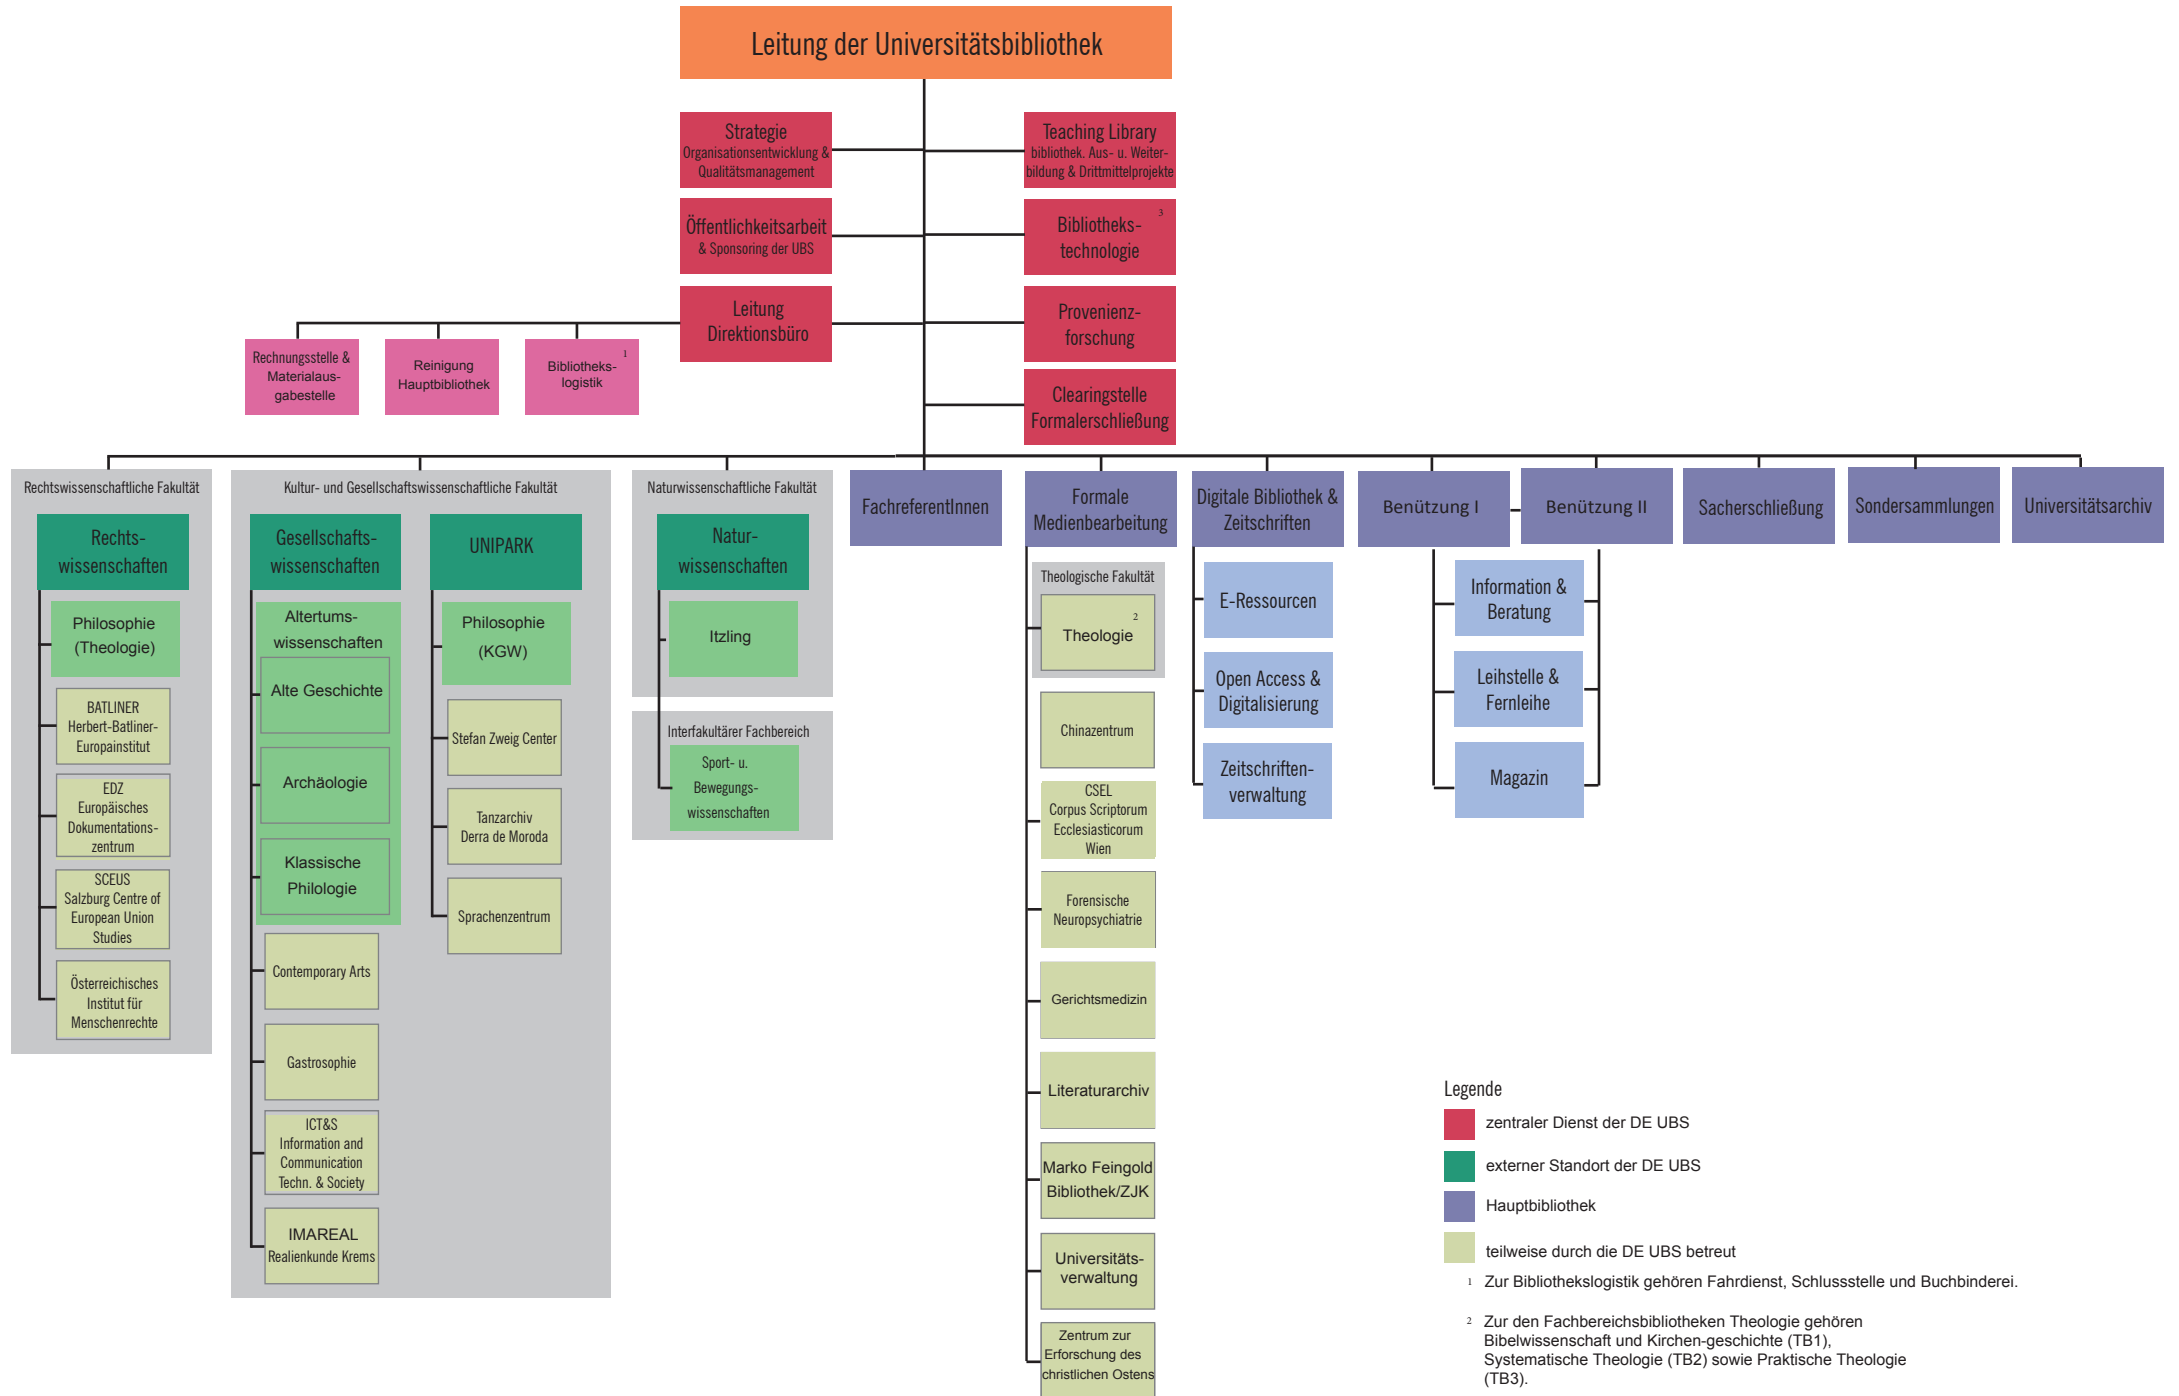 Leitung der Universitätsbibliothek
Strategie
Organisationsentwicklung &
Qualitätsmanagement
Teaching Library
bibliothek. Aus- u. Weiter-
bildung & Drittmittelprojekte
Öffentlichkeitsarbeit
& Sponsoring der UBS
3
Bibliotheks-
technologie
Leitung
Direktionsbüro
Provenienz-
forschung
Rechnungsstelle &
Materialaus-
gabestelle
Reinigung
Hauptbibliothek
1
Bibliotheks-
logistik
Clearingstelle
Formalerschließung
Rechtswissenschaftliche Fakultät
Rechts-
wissenschaften
Philosophie
(Theologie)
BATLINER
Herbert-Batliner-
Europainstitut
EDZ
Europäisches
Dokumentations-
zentrum
SCEUS
Salzburg Centre of
European Union
Studies
Österreichisches
Institut für
Menschenrechte
Kultur- und Gesellschaftswissenschaftliche Fakultät
Gesellschafts-
wissenschaften
Altertums-
wissenschaften
Alte Geschichte
Archäologie
Klassische
Philologie
Contemporary Arts
Gastrosophie
ICT&S
Information and
Communication
Techn. & Society
IMAREAL
Realienkunde Krems
UNIPARK
Philosophie
(KGW)
Stefan Zweig Center
Tanzarchiv
Derra de Moroda
Sprachenzentrum
Naturwissenschaftliche Fakultät
Natur-
wissenschaften
Itzling
Interfakultärer Fachbereich
Sport- u.
Bewegungs-
wissenschaften
FachreferentInnen
Formale
Medienbearbeitung
Theologische Fakultät
2
Theologie
Chinazentrum
CSEL
Corpus Scriptorum
Ecclesiasticorum
Wien
Forensische
Neuropsychiatrie
Gerichtsmedizin
Literaturarchiv
Marko Feingold
Bibliothek/ZJK
Universitäts-
verwaltung
Zentrum zur
Erforschung des
christlichen Ostens
Digitale Bibliothek &
Zeitschriften
E-Ressourcen
Open Access &
Digitalisierung
Zeitschriften-
verwaltung
Benützung I
Benützung II
Information &
Beratung
Leihstelle &
Fernleihe
Magazin
Sacherschließung
Sondersammlungen
Universitätsarchiv
Legende
zentraler Dienst der DE UBS
externer Standort der DE UBS
Hauptbibliothek
teilweise durch die DE UBS betreut
1 Zur Bibliothekslogistik gehören Fahrdienst, Schlussstelle und Buchbinderei.
2 Zur den Fachbereichsbibliotheken Theologie gehören
Bibelwissenschaft und Kirchen-geschichte (TB1),
Systematische Theologie (TB2) sowie Praktische Theologie
(TB3).